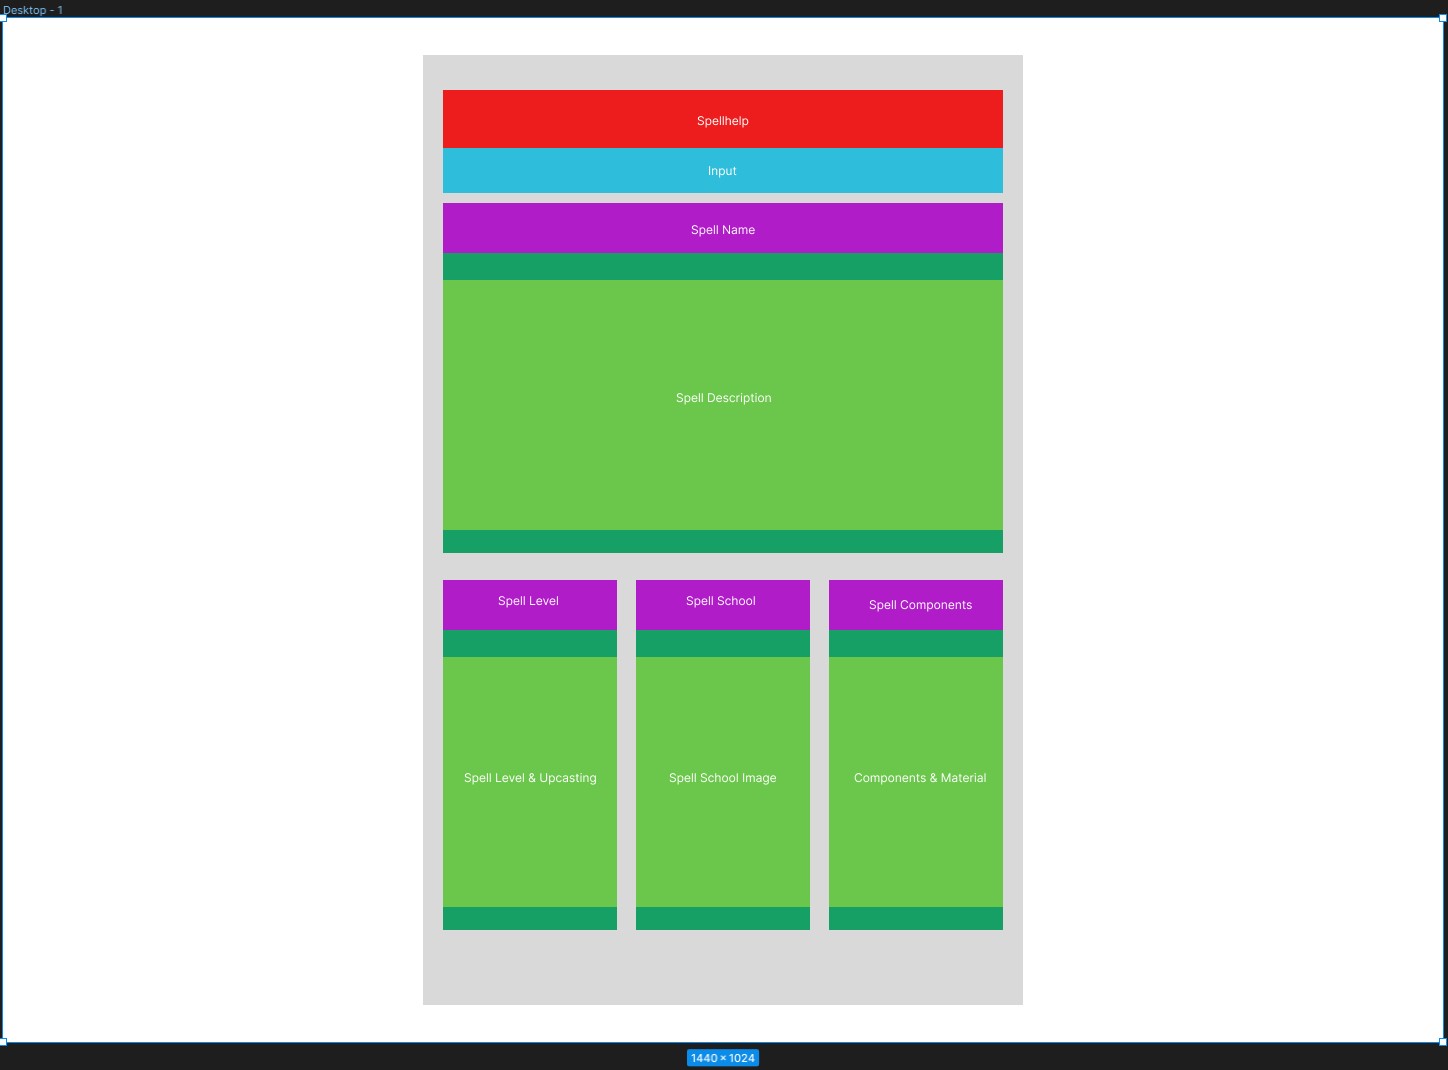 Desktop - 1
Spellhelp
Input
Spell Name
Spell Description
Spell Level
Spell School
Spell Components
Spell Level & Upcasting
Spell School Image
Components & Material
1440 × 1024